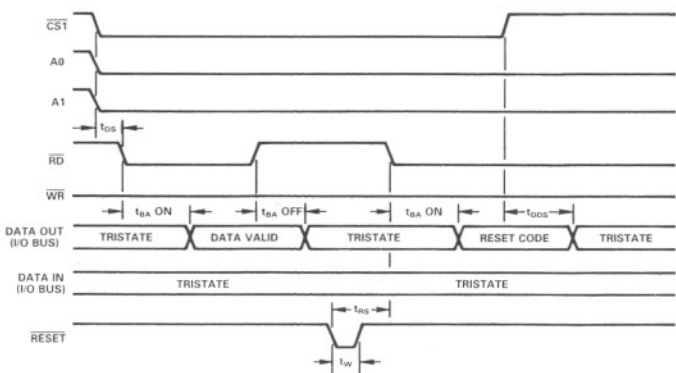 CS1
A0
A1
tDS
RD
WR
tBA ON tBA OFF tBA ON tDDS
DATA OUT (I/O BUS) TRISTATE DATA VALID TRISTATE RESET CODE TRISTATE
DATA IN (I/O BUS) TRISTATE TRISTATE
tRS
RESET
tW